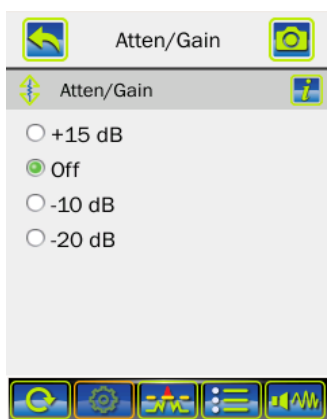 Atten/Gain
Atten/Gain i
+15 dB
Off
-10 dB
-20 dB